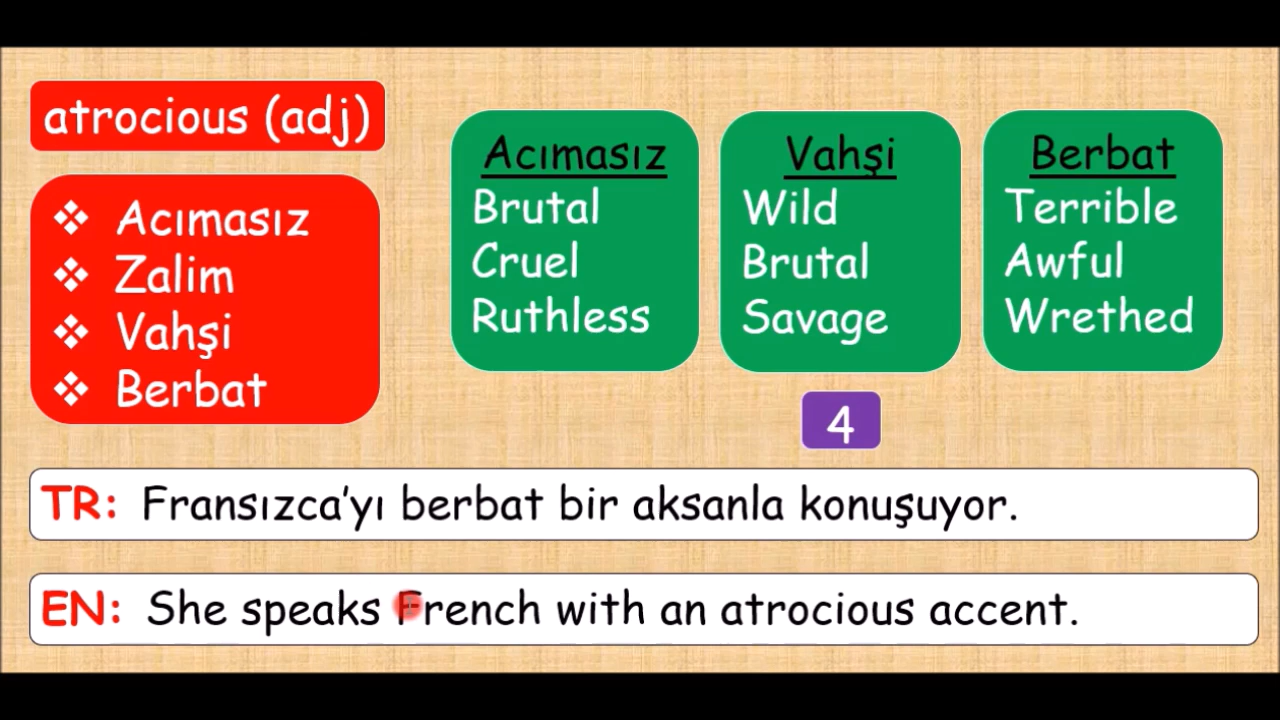 atrocious (adj)
Acımasız
Zalim
Vahşi
Berbat
Acımasız
Brutal
Cruel
Ruthless
Vahşi
Wild
Brutal
Savage
Berbat
Terrible
Awful
Wrethed
4
TR: Fransızca’yı berbat bir aksanla konuşuyor.
EN: She speaks French with an atrocious accent.